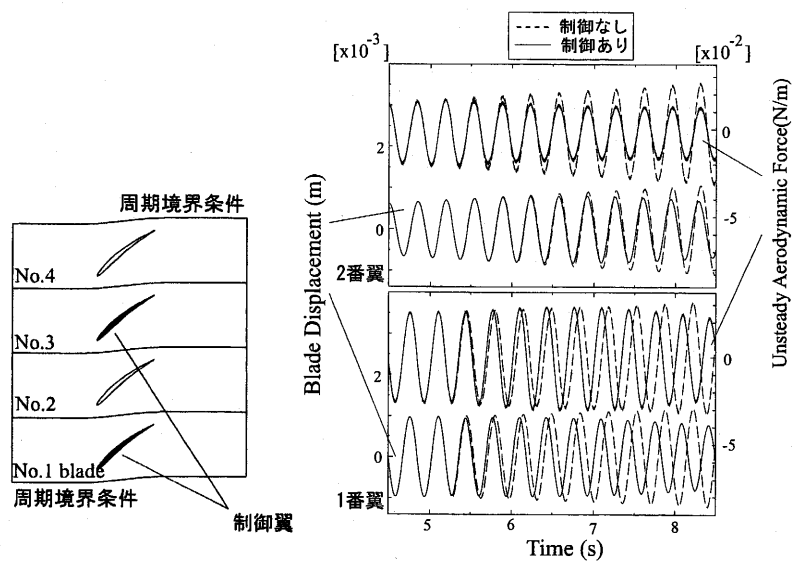 周期境界条件
No.4
No.3
No.2
No.1 blade
周期境界条件
制御翼
制御なし
制御あり
[x10-3]
[x10-2]
2
0
2番翼
0
-5
2
0
1番翼
0
-5
5
6
7
8
Time (s)
Blade Displacement (m)
Unsteady Aerodynamic Force(N/m)